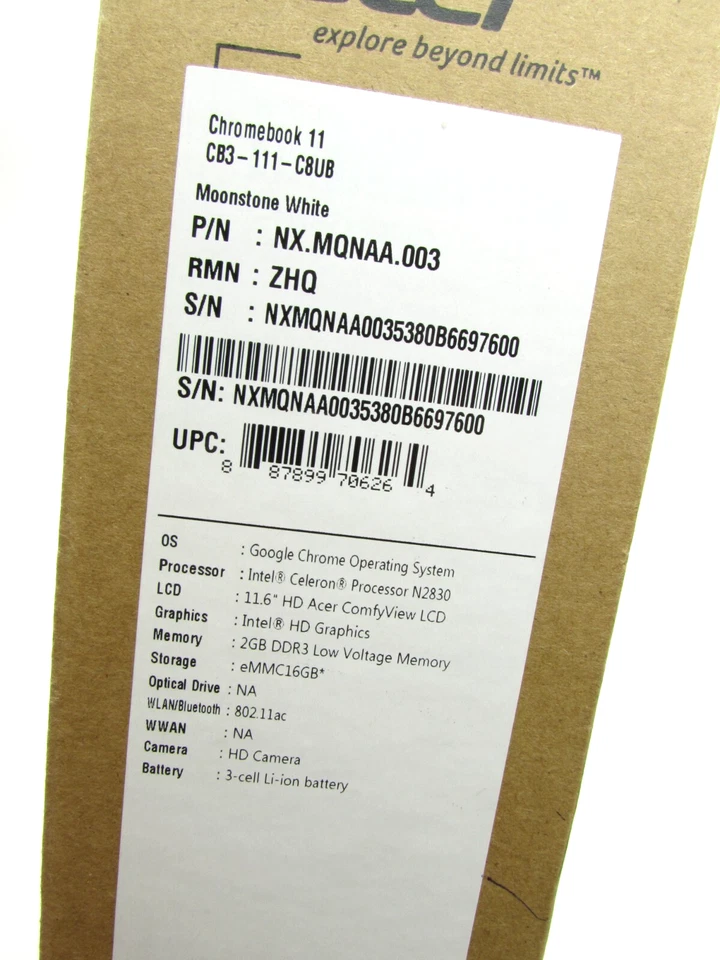 explore beyond limits™
Chromebook 11
CB3-111-C8UB
Moonstone White
P/N : NX.MQNAA.003
RMN : ZHQ
S/N : NXMQNAA0035380B6697600
S/N: NXMQNAA0035380B6697600
UPC: 8 87899 70626 4
OS : Google Chrome Operating System
Processor : Intel® Celeron® Processor N2830
LCD : 11.6" HD Acer ComfyView LCD
Graphics : Intel® HD Graphics
Memory : 2GB DDR3 Low Voltage Memory
Storage : eMMC16GB*
Optical Drive : NA
WLAN/Bluetooth : 802.11ac
WWAN : NA
Camera : HD Camera
Battery : 3-cell Li-ion battery